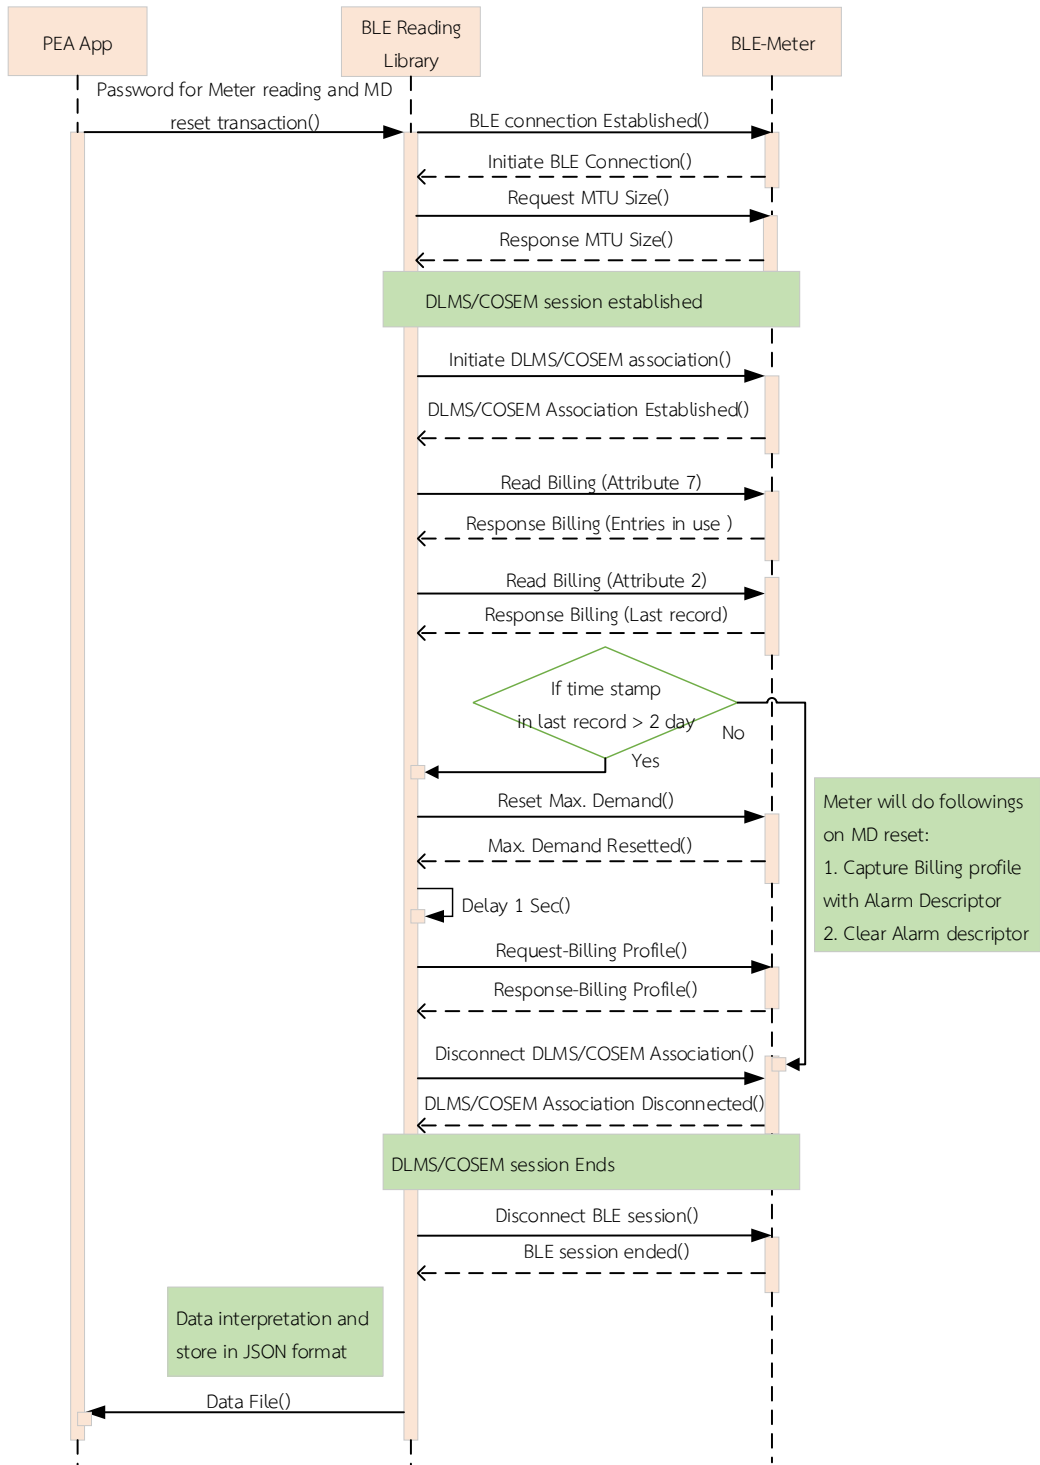 PEA App
BLE Reading
Library
BLE-Meter
Password for Meter reading and MD
reset transaction()
BLE connection Established()
Initiate BLE Connection()
Request MTU Size()
Response MTU Size()
DLMS/COSEM session established
Initiate DLMS/COSEM association()
DLMS/COSEM Association Established()
Read Billing (Attribute 7)
Response Billing (Entries in use )
Read Billing (Attribute 2)
Response Billing (Last record)
If time stamp
in last record > 2 day
No
Yes
Reset Max. Demand()
Max. Demand Resetted()
Meter will do followings
on MD reset:
1. Capture Billing profile
with Alarm Descriptor
2. Clear Alarm descriptor
Delay 1 Sec()
Request-Billing Profile()
Response-Billing Profile()
Disconnect DLMS/COSEM Association()
DLMS/COSEM Association Disconnected()
DLMS/COSEM session Ends
Disconnect BLE session()
BLE session ended()
Data interpretation and
store in JSON format
Data File()